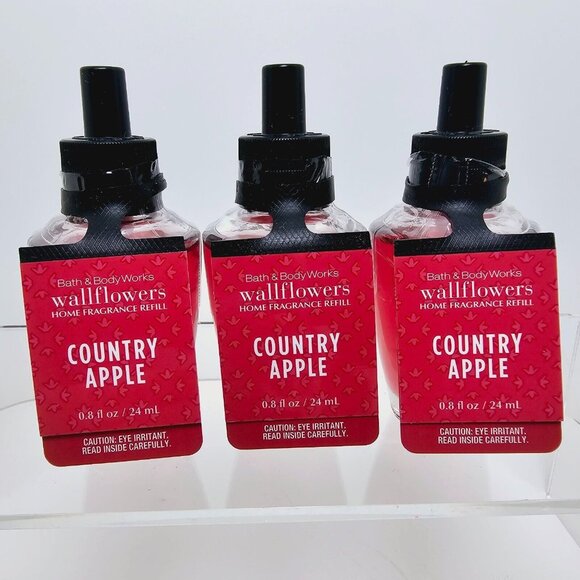 Bath & Body Works
wallflowers
HOME FRAGRANCE REFILL
COUNTRY
APPLE
0.8 fl oz / 24 mL
CAUTION: EYE IRRITANT.
READ INSIDE CAREFULLY.
Bath & Body Works
wallflowers
HOME FRAGRANCE REFILL
COUNTRY
APPLE
0.8 fl oz / 24 mL
CAUTION: EYE IRRITANT.
READ INSIDE CAREFULLY.
Bath & Body Works
wallflowers
HOME FRAGRANCE REFILL
COUNTRY
APPLE
0.8 fl oz / 24 mL
CAUTION: EYE IRRITANT.
READ INSIDE CAREFULLY.